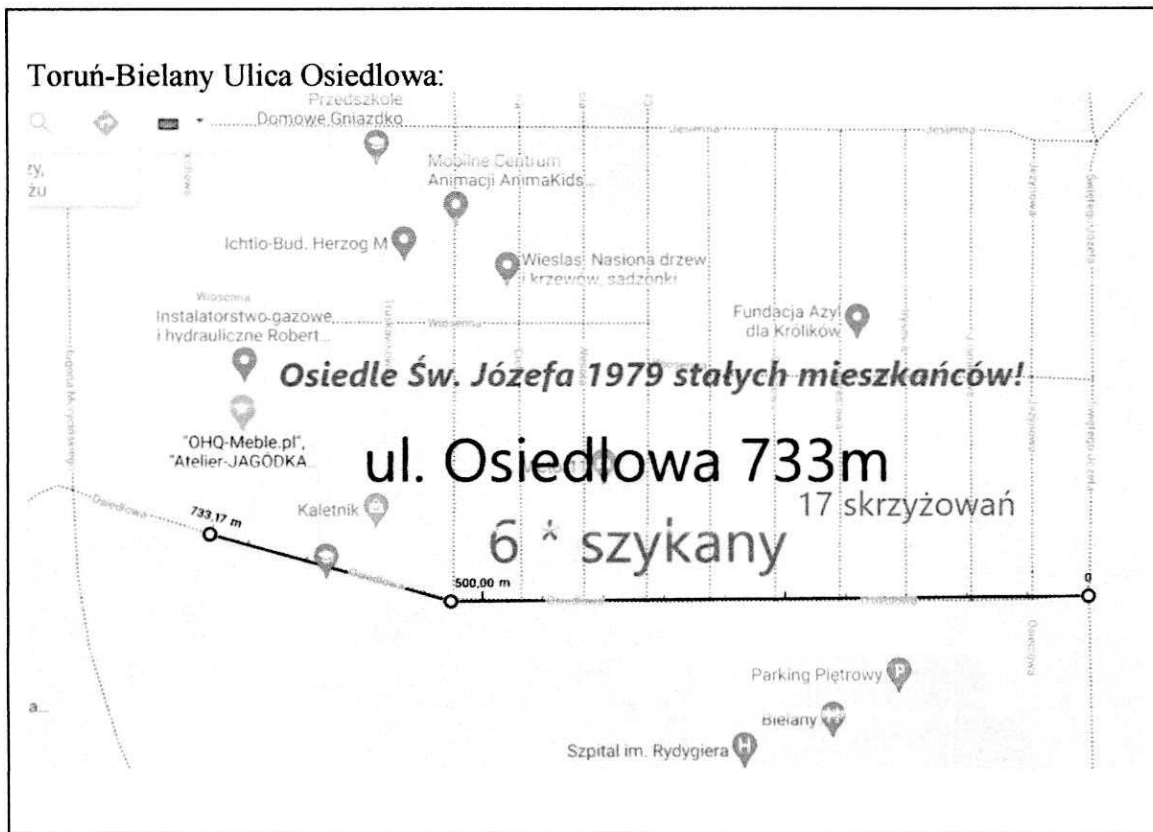 Toruń-Bielany Ulica Osiedlowa:
Przedszkole
Domowe Gniazdko
Jesienna
Jesienna
zy,
żu
Mobilne Centrum
Animacji AnimaKids...
Ichtio-Bud. Herzog M
Wieslas. Nasiona drzew
i krzewów, sadzonki
Wiosenna
Instalatorstwo gazowe
i hydrauliczne Robert...
Wiosenna
Fundacja Azyl
dla Królików
Osiedle Św. Józefa 1979 stałych mieszkańców!
"OHQ-Meble.pl",
"Atelier-JAGÓDKA...
ul. Osiedlowa 733m
17 skrzyżowań
Kaletnik
6 * szykany
Osiedlowa
733,17 m
Osiedlowa
500,00 m
Osiedlowa
Osiedlowa
0
Parking Piętrowy
P
Bielany
a...
Szpital im. Rydygiera
H